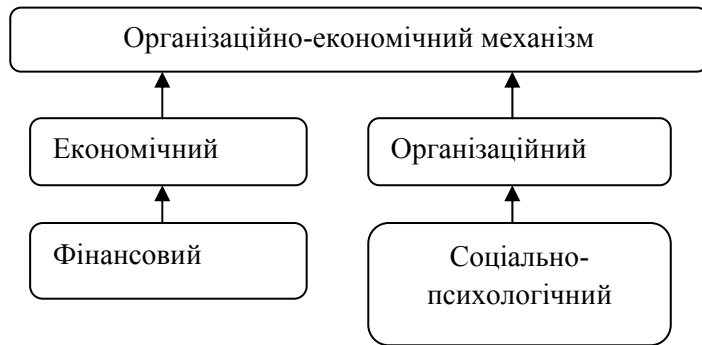 Організаційно-економічний механізм
Економічний
Організаційний
Фінансовий
Соціально-
психологічний